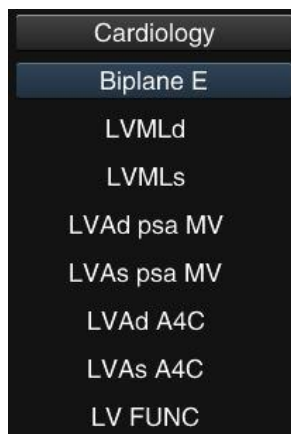 Cardiology
Biplane E
LVMLd
LVMLs
LVAd psa MV
LVAs psa MV
LVAd A4C
LVAs A4C
LV FUNC